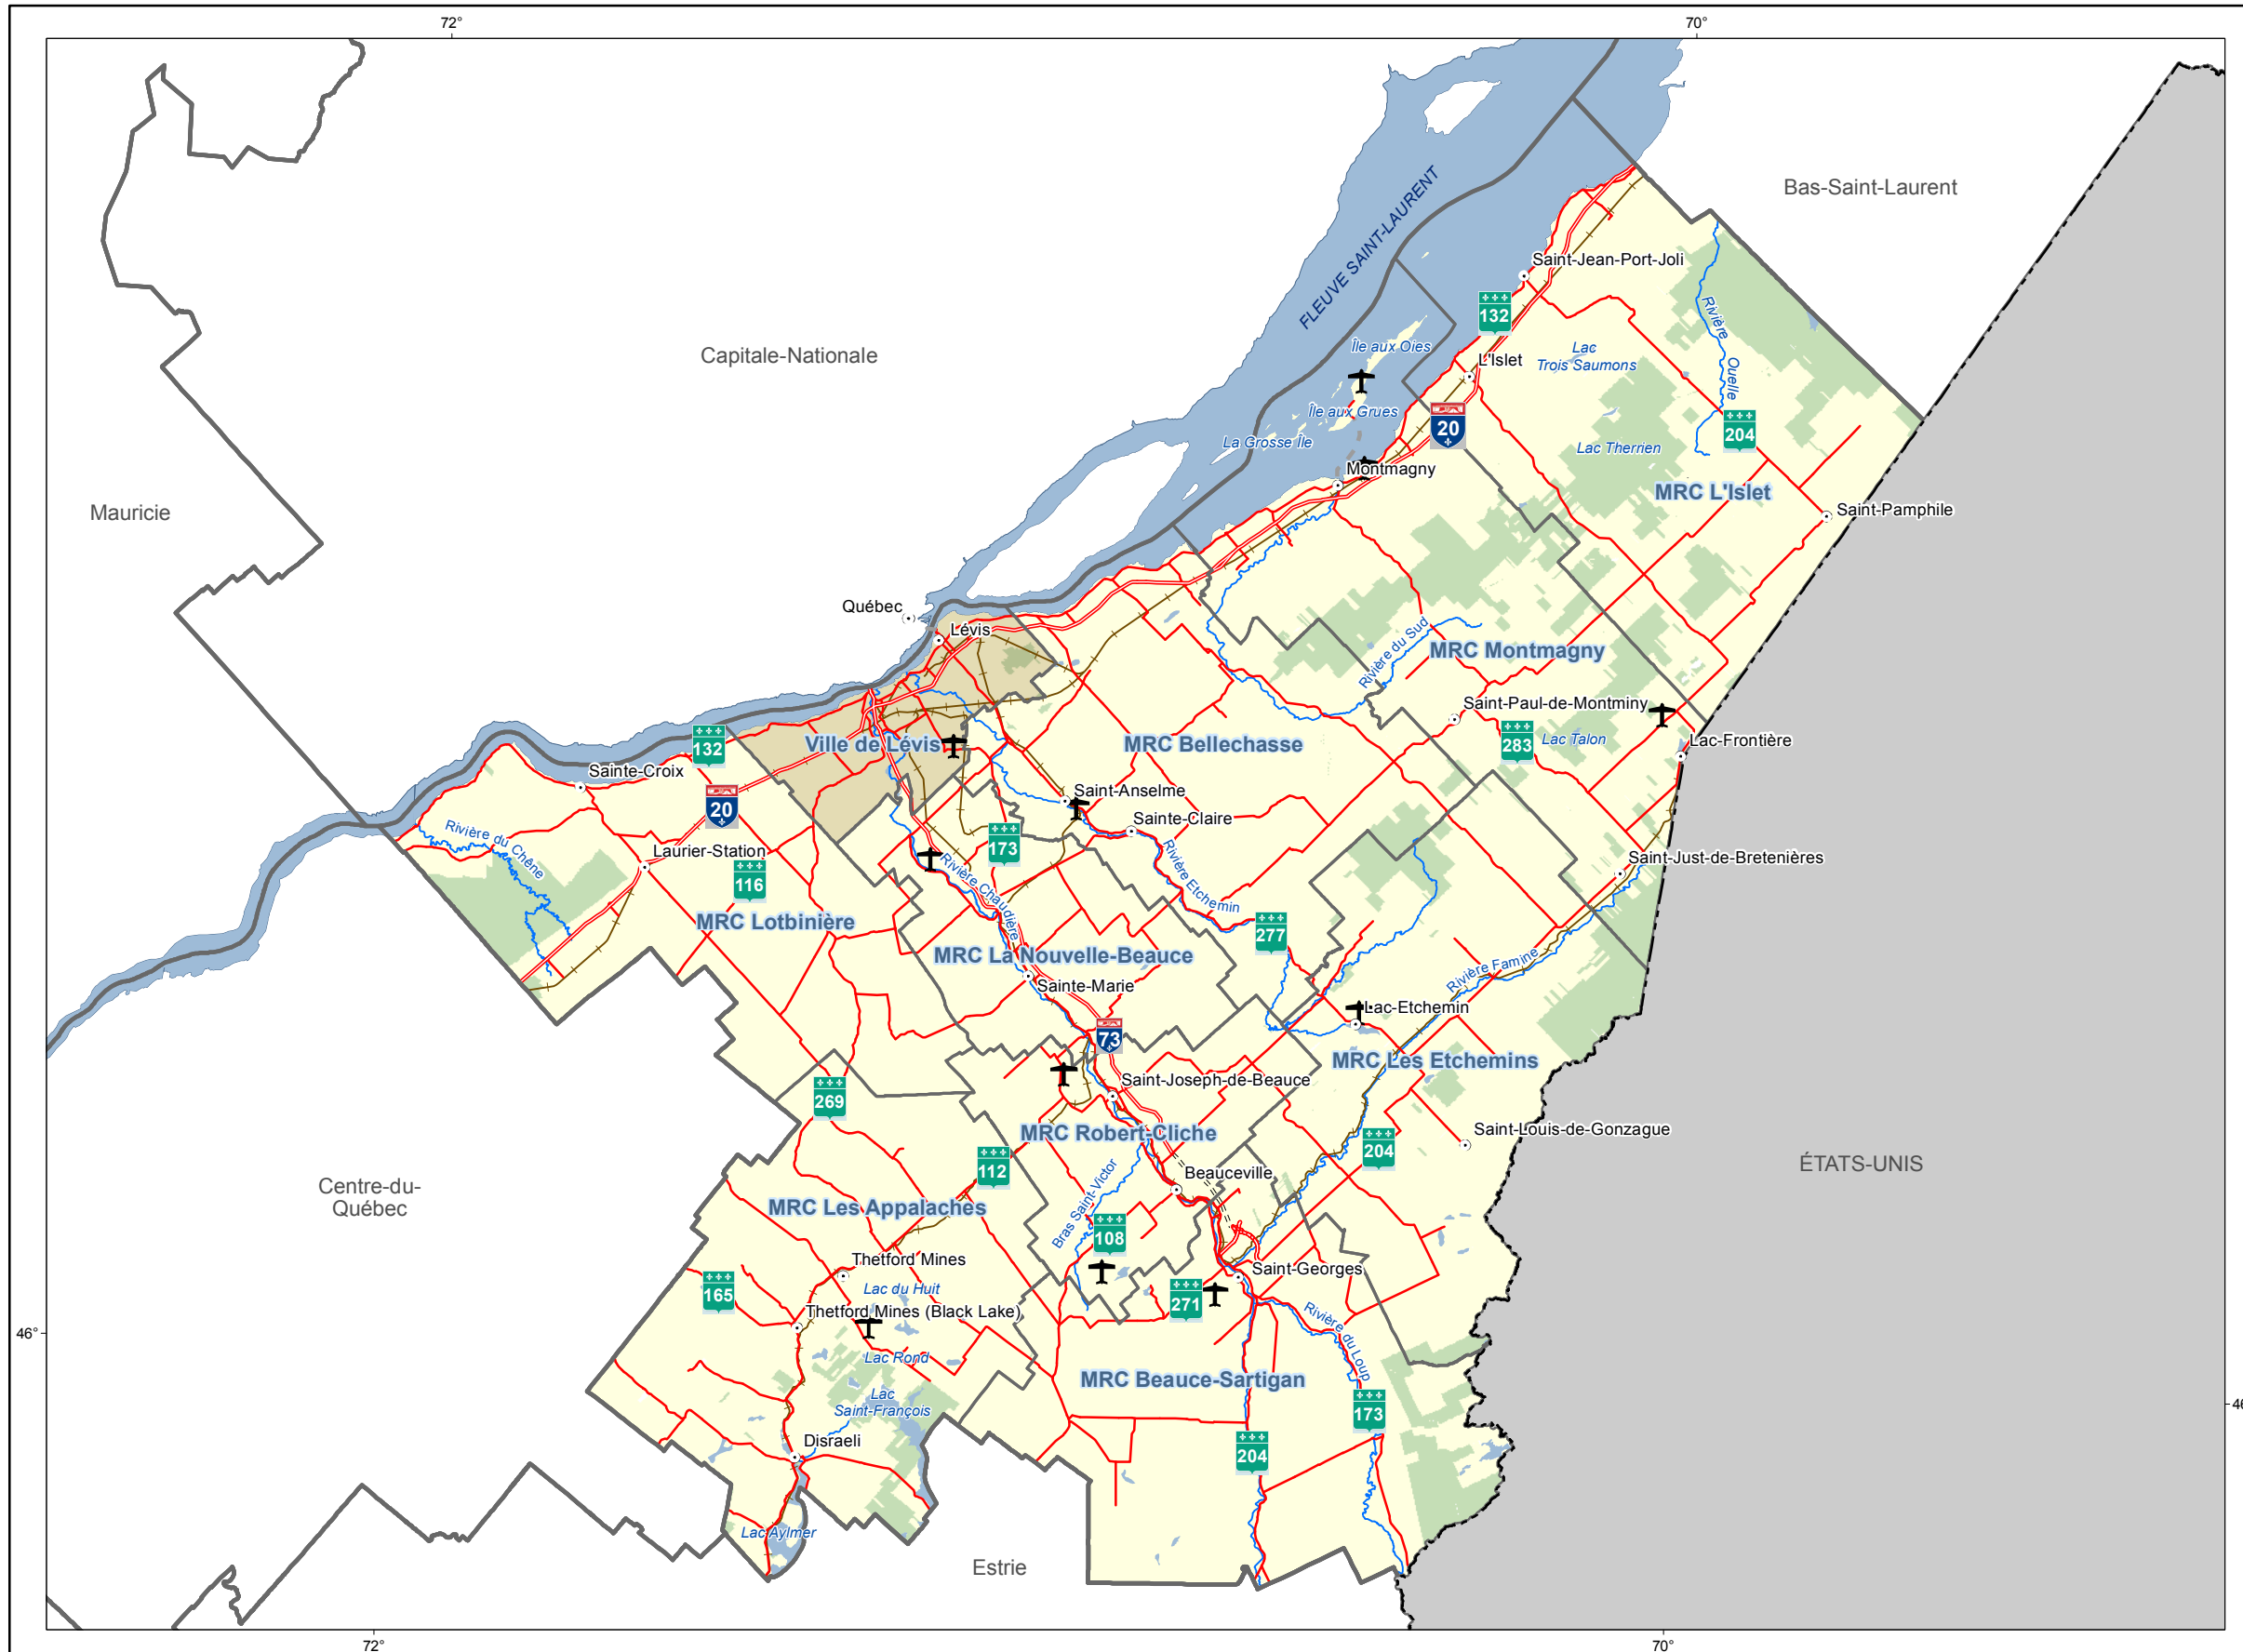 72°
70°
Bas-Saint-Laurent
FLEUVE SAINT-LAURENT
Saint-Jean-Port-Joli
132
Rivière
Ouelle
Île aux Oies
Lac
Trois Saumons
Capitale-Nationale
L'Islet
Île aux Grues
20
204
La Grosse Île
Lac Therrien
Montmagny
MRC L'Islet
Saint-Pamphile
Mauricie
Québec
Lévis
Rivière du Sud
MRC Montmagny
Saint-Paul-de-Montminy
283
Lac Talon
Lac-Frontière
132
Ville de Lévis
MRC Bellechasse
Sainte-Croix
20
Saint-Anselme
Sainte-Claire
Rivière du Chêne
Laurier-Station
116
173
Rivière Chaudière
Rivière Etchemin
Saint-Just-de-Bretenières
MRC Lotbinière
277
MRC La Nouvelle-Beauce
Rivière Famine
Sainte-Marie
Lac-Etchemin
73
MRC Les Etchemins
269
Saint-Joseph-de-Beauce
MRC Robert-Cliche
204
Saint-Louis-de-Gonzague
112
Beauceville
ÉTATS-UNIS
Centre-du-
Québec
MRC Les Appalaches
Bras Saint-Victor
108
Thetford Mines
Saint-Georges
165
Lac du Huit
271
Thetford Mines (Black Lake)
Rivière du Loup
46°
Lac Rond
MRC Beauce-Sartigan
Lac
Saint-François
173
46
Disraeli
204
Lac Aylmer
Estrie
72°
70°